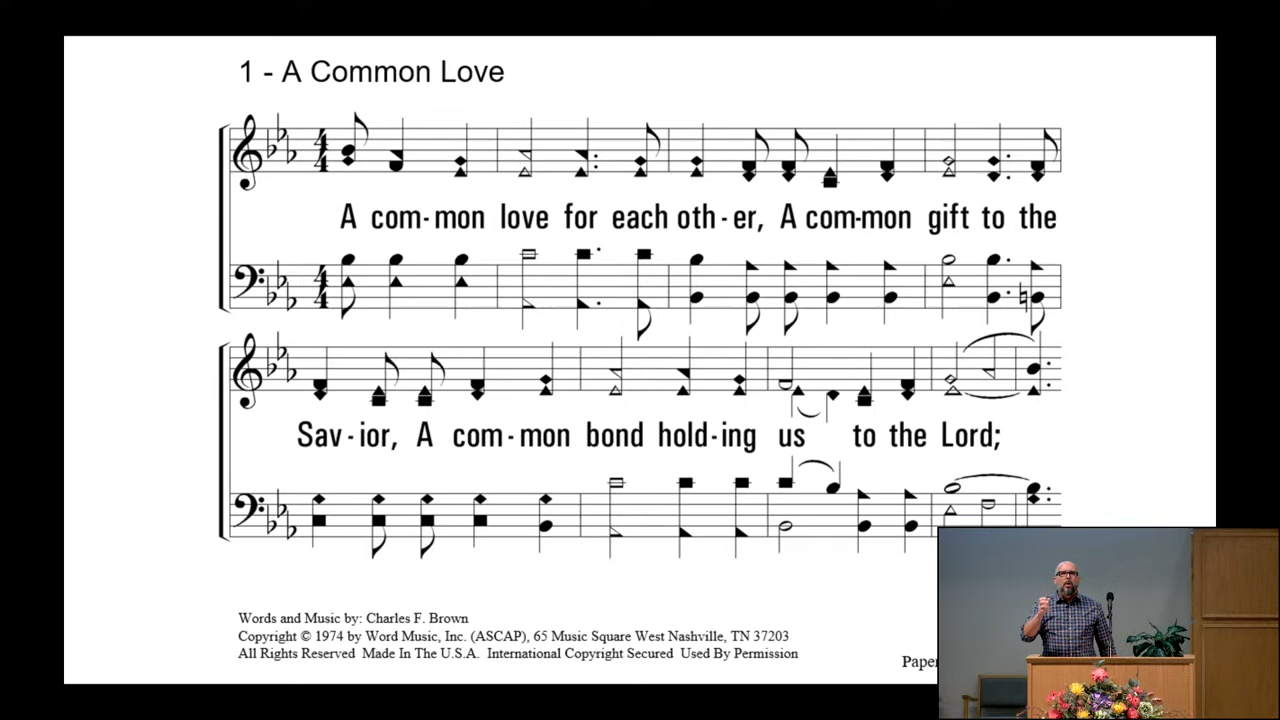 1 - A Common Love
A com-mon love for each oth-er, A com-mon gift to the
Sav-ior, A com-mon bond hold-ing us to the Lord;
Words and Music by: Charles F. Brown
Copyright © 1974 by Word Music, Inc. (ASCAP), 65 Music Square West Nashville, TN 37203
All Rights Reserved Made In The U.S.A. International Copyright Secured Used By Permission
Paper